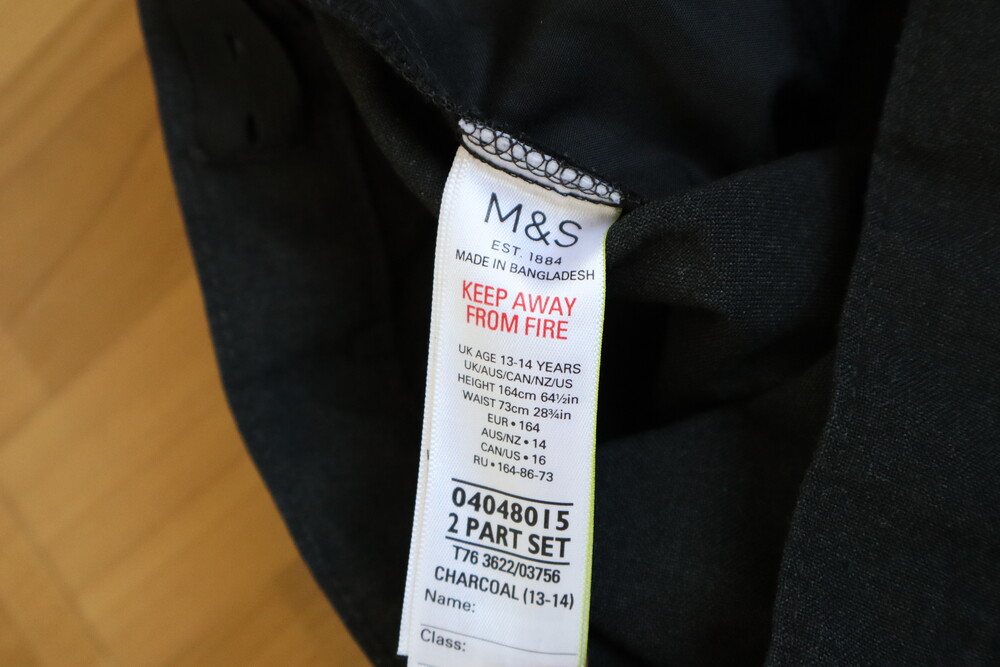 M&S
EST. 1884
MADE IN BANGLADESH
KEEP AWAY
FROM FIRE
UK AGE 13-14 YEARS
UK/AUS/CAN/NZ/US
HEIGHT 164cm 64½in
WAIST 73cm 28¾in
EUR • 164
AUS/NZ • 14
CAN/US • 16
RU • 164-86-73
04048015
2 PART SET
T76 3622/03756
CHARCOAL (13-14)
Name:
Class: